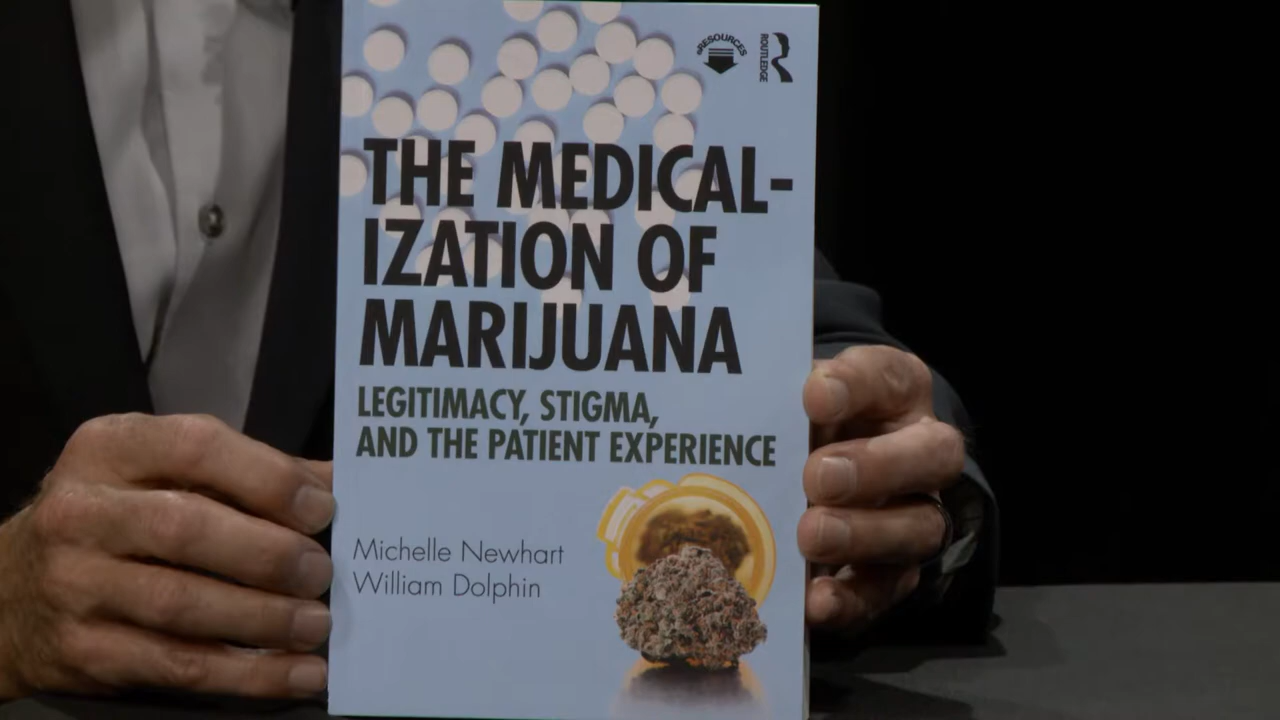 eRESOURCES
ROUTLEDGE
THE MEDICAL-
IZATION OF
MARIJUANA
LEGITIMACY, STIGMA,
AND THE PATIENT EXPERIENCE
Michelle Newhart
William Dolphin